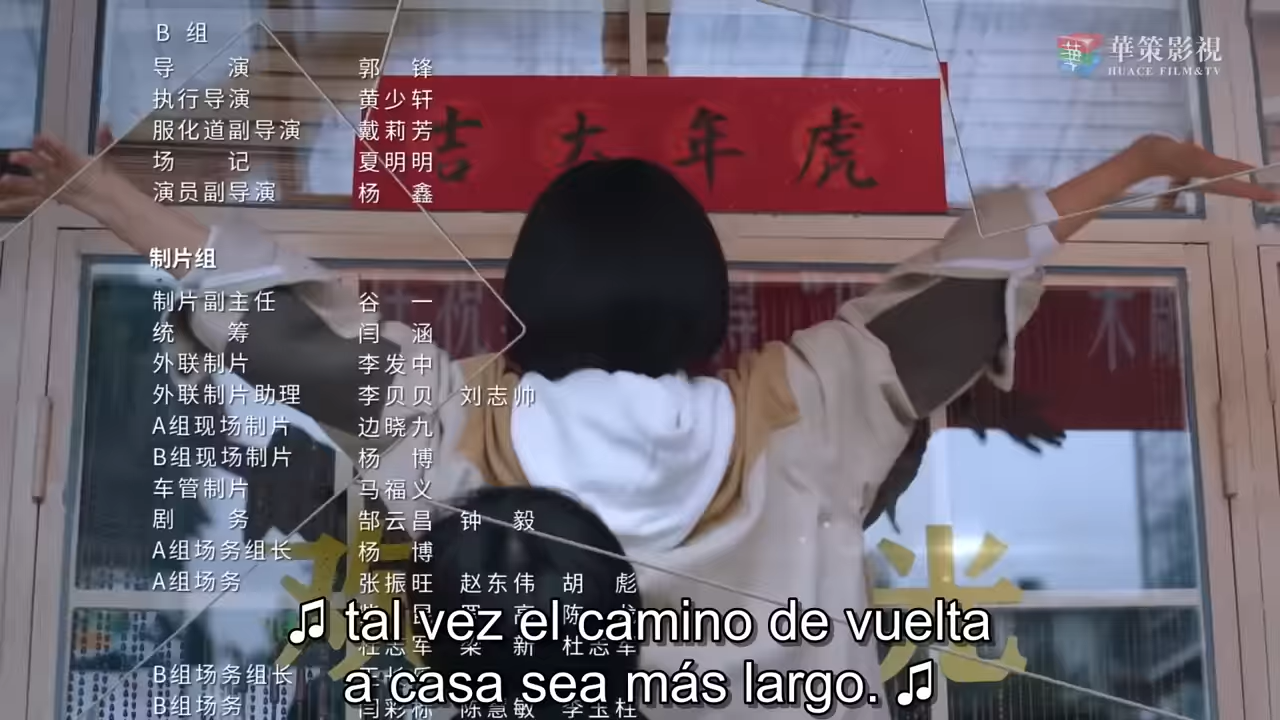 B 组
导 演 郭 锋
执行导演 黄少轩
服化道副导演 戴莉芳
场 记 夏明明
演员副导演 杨 鑫
制片组
制片副主任 谷 一
统 筹 闫 涵
外联制片 李发中
外联制片助理 李贝贝 刘志帅
A组现场制片 边晓九
B组现场制片 杨 博
车管制片 马福义
剧 务 郜云昌 钟 毅
A组场务组长 杨 博
A组场务 张振旺 赵东伟 胡 彪
杜志军 梁 新 杜志军
B组场务组长
B组场务 闫彩标 陈慧敏 李玉柱
華策影視
HUACE FILM&TV
吉大年虎
光
♫ tal vez el camino de vuelta
a casa sea más largo. ♫